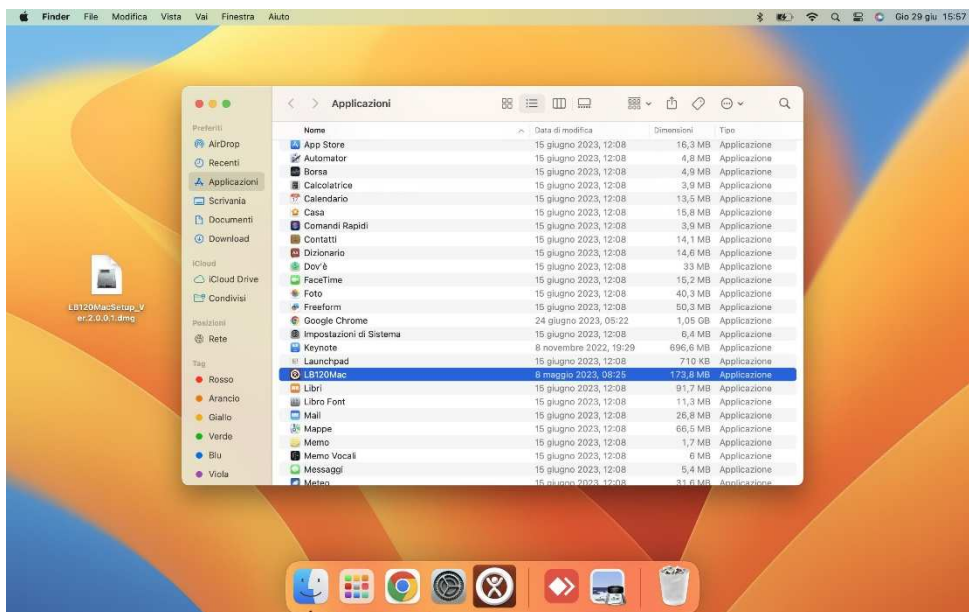 Finder File Modifica Vista Vai Finestra Aiuto Gio 29 giu 15:57
Applicazioni
Preferiti
AirDrop
Recenti
Applicazioni
Scrivania
Documenti
Download
iCloud
iCloud Drive
Condivisi
Posizioni
Rete
Tag
Rosso
Arancio
Giallo
Verde
Blu
Viola
Nome Data di modifica Dimensioni Tipo
App Store 15 giugno 2023, 12:08 16,3 MB Applicazione
Automator 15 giugno 2023, 12:08 4,8 MB Applicazione
Borsa 15 giugno 2023, 12:08 4,9 MB Applicazione
Calcolatrice 15 giugno 2023, 12:08 3,9 MB Applicazione
Calendario 15 giugno 2023, 12:08 13,5 MB Applicazione
Casa 15 giugno 2023, 12:08 15,8 MB Applicazione
Comandi Rapidi 15 giugno 2023, 12:08 3,9 MB Applicazione
Contatti 15 giugno 2023, 12:08 14,1 MB Applicazione
Dizionario 15 giugno 2023, 12:08 14,6 MB Applicazione
Dov'è 15 giugno 2023, 12:08 33 MB Applicazione
FaceTime 15 giugno 2023, 12:08 15,2 MB Applicazione
Foto 15 giugno 2023, 12:08 40,3 MB Applicazione
Freeform 15 giugno 2023, 12:08 50,3 MB Applicazione
Google Chrome 24 giugno 2023, 05:22 1,05 GB Applicazione
Impostazioni di Sistema 15 giugno 2023, 12:08 6,4 MB Applicazione
Keynote 8 novembre 2022, 19:29 696,6 MB Applicazione
Launchpad 15 giugno 2023, 12:08 710 KB Applicazione
LB120Mac 8 maggio 2023, 08:25 173,8 MB Applicazione
Libri 15 giugno 2023, 12:08 91,7 MB Applicazione
Libro Font 15 giugno 2023, 12:08 11,3 MB Applicazione
Mail 15 giugno 2023, 12:08 26,8 MB Applicazione
Mappe 15 giugno 2023, 12:08 66,5 MB Applicazione
Memo 15 giugno 2023, 12:08 1,7 MB Applicazione
Memo Vocali 15 giugno 2023, 12:08 6 MB Applicazione
Messaggi 15 giugno 2023, 12:08 5,4 MB Applicazione
Meteo 15 giugno 2023, 12:08 31,6 MB Applicazione
LB120MacSetup_V
er.2.0.0.1.dmg